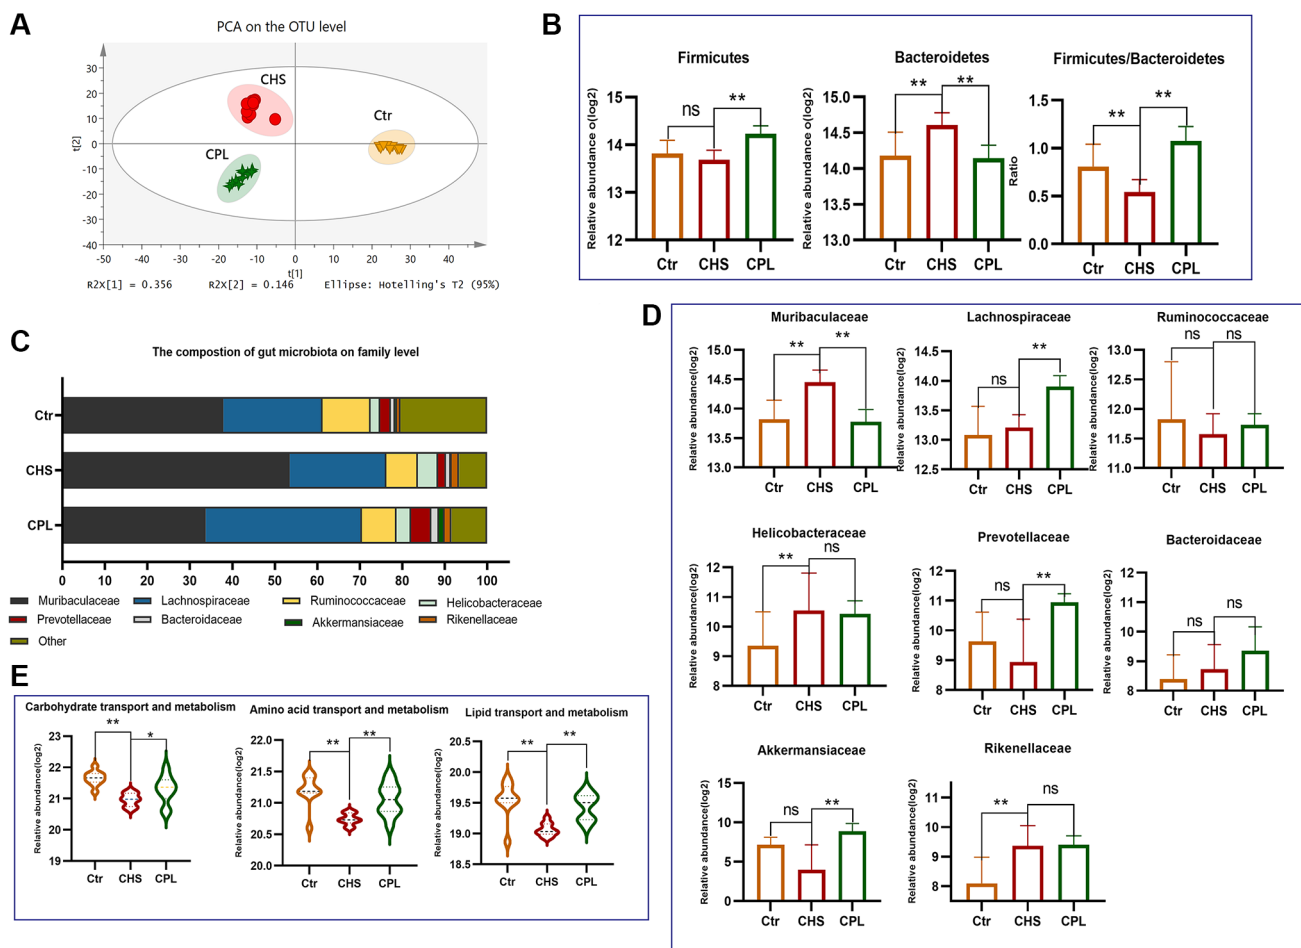 A
PCA on the OTU level
CHS
Ctr
CPL
t[2]
30
20
10
0
-10
-20
-30
-40
-50
-40
-30
-20
-10
0
10
20
30
40
t[1]
R2X[1] = 0.356
R2X[2] = 0.146
Ellipse: Hotelling's T2 (95%)
B
Firmicutes
Relative abundance o(log2)
15
14
13
12
ns
**
Ctr
CHS
CPL
Bacteroidetes
Relative abundance o(log2)
15.0
14.5
14.0
13.5
13.0
**
**
Ctr
CHS
CPL
Firmicutes/Bacteroidetes
Ratio
1.5
1.0
0.5
0.0
**
**
Ctr
CHS
CPL
C
The compostion of gut microbiota on family level
Ctr
CHS
CPL
0
10
20
30
40
50
60
70
80
90
100
Muribaculaceae
Lachnospiraceae
Ruminococcaceae
Helicobacteraceae
Prevotellaceae
Bacteroidaceae
Akkermansiaceae
Rikenellaceae
Other
D
Muribaculaceae
Relative abundance(log2)
15.0
14.5
14.0
13.5
13.0
**
**
Ctr
CHS
CPL
Lachnospiraceae
Relative abundance(log2)
14.5
14.0
13.5
13.0
12.5
ns
**
Ctr
CHS
CPL
Ruminococcaceae
Relative abundance(log2)
13.0
12.5
12.0
11.5
11.0
ns
ns
Ctr
CHS
CPL
Helicobacteraceae
Relative abundance(log2)
12
11
10
9
8
**
ns
Ctr
CHS
CPL
Prevotellaceae
Relative abundance(log2)
12
11
10
9
8
ns
**
Ctr
CHS
CPL
Bacteroidaceae
Relative abundance(log2)
12
11
10
9
8
ns
ns
Ctr
CHS
CPL
Akkermansiaceae
Relative abundance(log2)
15
10
5
0
ns
**
Ctr
CHS
CPL
Rikenellaceae
Relative abundance(log2)
11
10
9
8
**
ns
Ctr
CHS
CPL
E
Carbohydrate transport and metabolism
Relative abundance(log2)
23
22
21
20
19
**
*
Ctr
CHS
CPL
Amino acid transport and metabolism
Relative abundance(log2)
22.0
21.5
21.0
20.5
20.0
**
**
Ctr
CHS
CPL
Lipid transport and metabolism
Relative abundance(log2)
20.5
20.0
19.5
19.0
18.5
**
**
Ctr
CHS
CPL